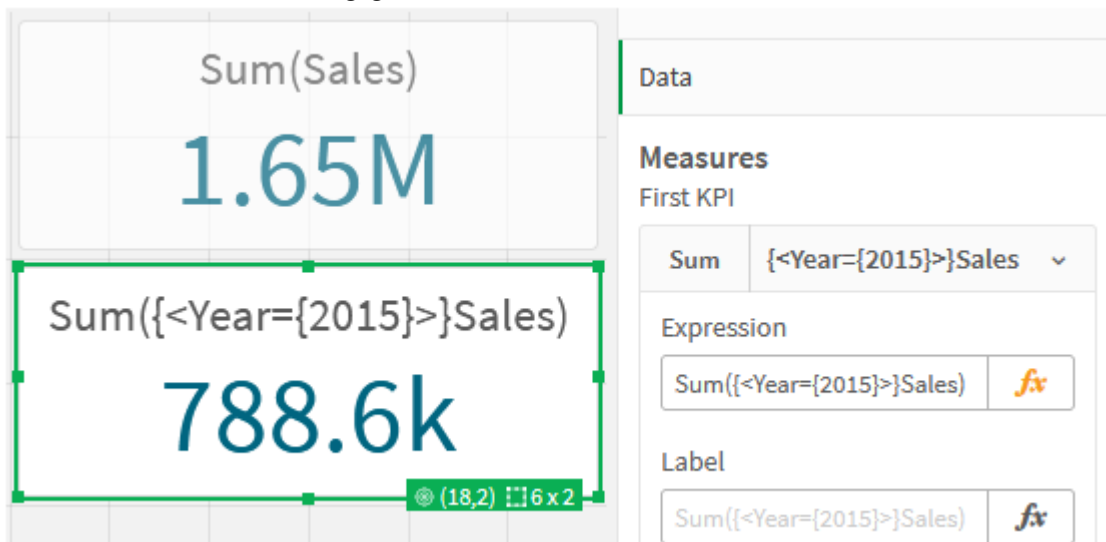 Sum(Sales)
1.65M
Sum({<Year={2015}>}Sales)
788.6k
(18,2) 6 x 2
Data
Measures
First KPI
Sum {<Year={2015}>}Sales
Expression
Sum({<Year={2015}>}Sales) fx
Label
Sum({<Year={2015}>}Sales) fx